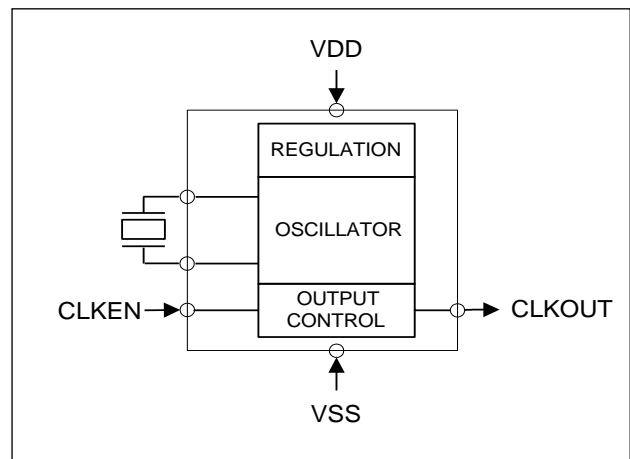 VDD
REGULATION
OSCILLATOR
CLKEN
OUTPUT
CONTROL
CLKOUT
VSS